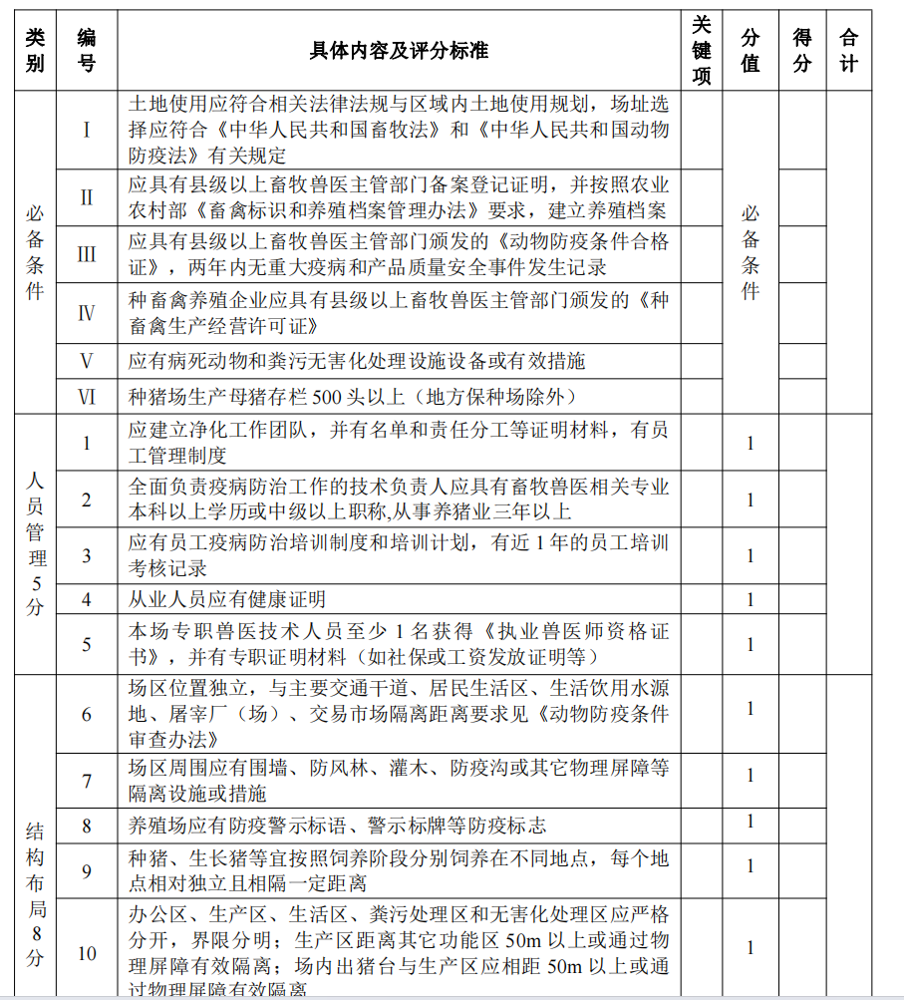 类别 编号 具体内容及评分标准 关键项 分值 得分 合计
必备条件
Ⅰ
土地使用应符合相关法律法规与区域内土地使用规划，场址选
择应符合《中华人民共和国畜牧法》和《中华人民共和国动物
防疫法》有关规定
必备条件
Ⅱ
应具有县级以上畜牧兽医主管部门备案登记证明，并按照农业
农村部《畜禽标识和养殖档案管理办法》要求，建立养殖档案
Ⅲ
应具有县级以上畜牧兽医主管部门颁发的《动物防疫条件合格
证》，两年内无重大疫病和产品质量安全事件发生记录
Ⅳ
种畜禽养殖企业应具有县级以上畜牧兽医主管部门颁发的《种
畜禽生产经营许可证》
Ⅴ 应有病死动物和粪污无害化处理设施设备或有效措施
Ⅵ 种猪场生产母猪存栏 500 头以上（地方保种场除外）
人员管理5分
1
应建立净化工作团队，并有名单和责任分工等证明材料，有员
工管理制度
1
2
全面负责疫病防治工作的技术负责人应具有畜牧兽医相关专业
本科以上学历或中级以上职称,从事养猪业三年以上
1
3
应有员工疫病防治培训制度和培训计划，有近 1 年的员工培训
考核记录
1
4 从业人员应有健康证明 1
5
本场专职兽医技术人员至少 1 名获得《执业兽医师资格证
书》，并有专职证明材料（如社保或工资发放证明等）
1
结构布局8分
6
场区位置独立，与主要交通干道、居民生活区、生活饮用水源
地、屠宰厂（场）、交易市场隔离距离要求见《动物防疫条件
审查办法》
1
7
场区周围应有围墙、防风林、灌木、防疫沟或其它物理屏障等
隔离设施或措施
1
8 养殖场应有防疫警示标语、警示标牌等防疫标志 1
9
种猪、生长猪等宜按照饲养阶段分别饲养在不同地点，每个地
点相对独立且相隔一定距离
1
10
办公区、生产区、生活区、粪污处理区和无害化处理区应严格
分开，界限分明；生产区距离其它功能区 50m 以上或通过物
理屏障有效隔离；场内出猪台与生产区应相距 50m 以上或通
过物理屏障有效隔离
1